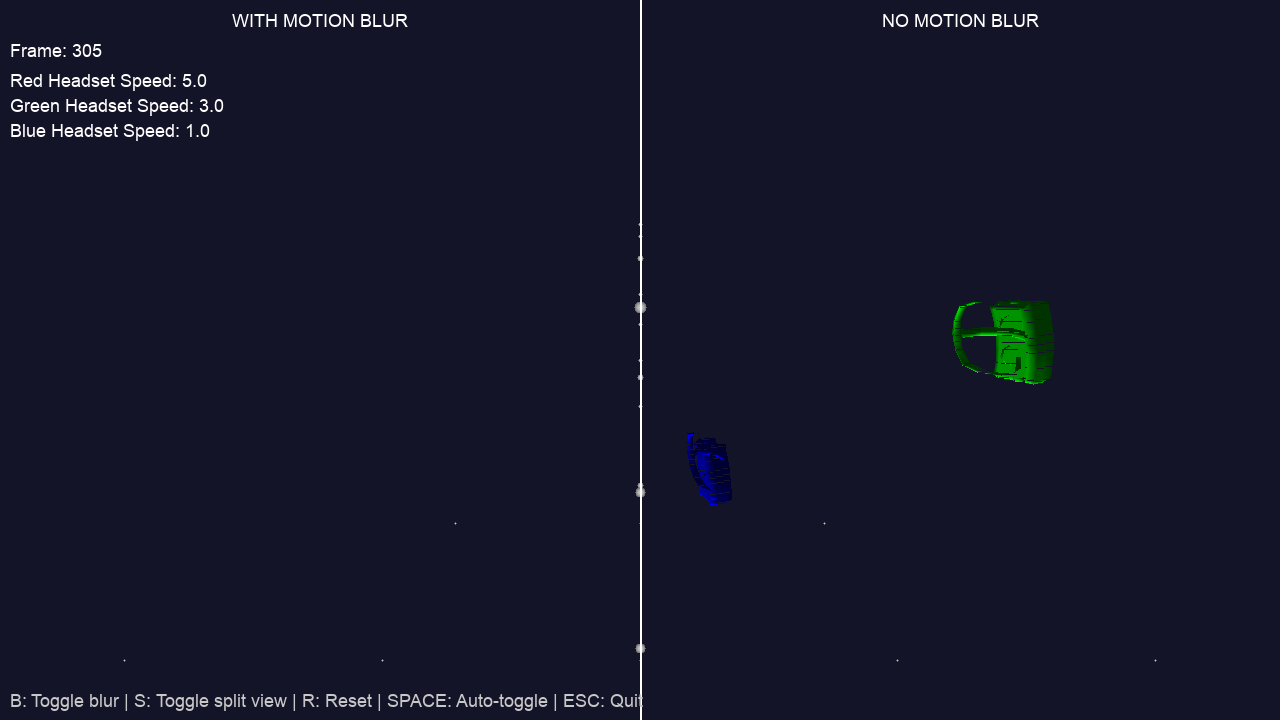 WITH MOTION BLUR
NO MOTION BLUR
Frame: 305
Red Headset Speed: 5.0
Green Headset Speed: 3.0
Blue Headset Speed: 1.0
B: Toggle blur | S: Toggle split view | R: Reset | SPACE: Auto-toggle | ESC: Quit